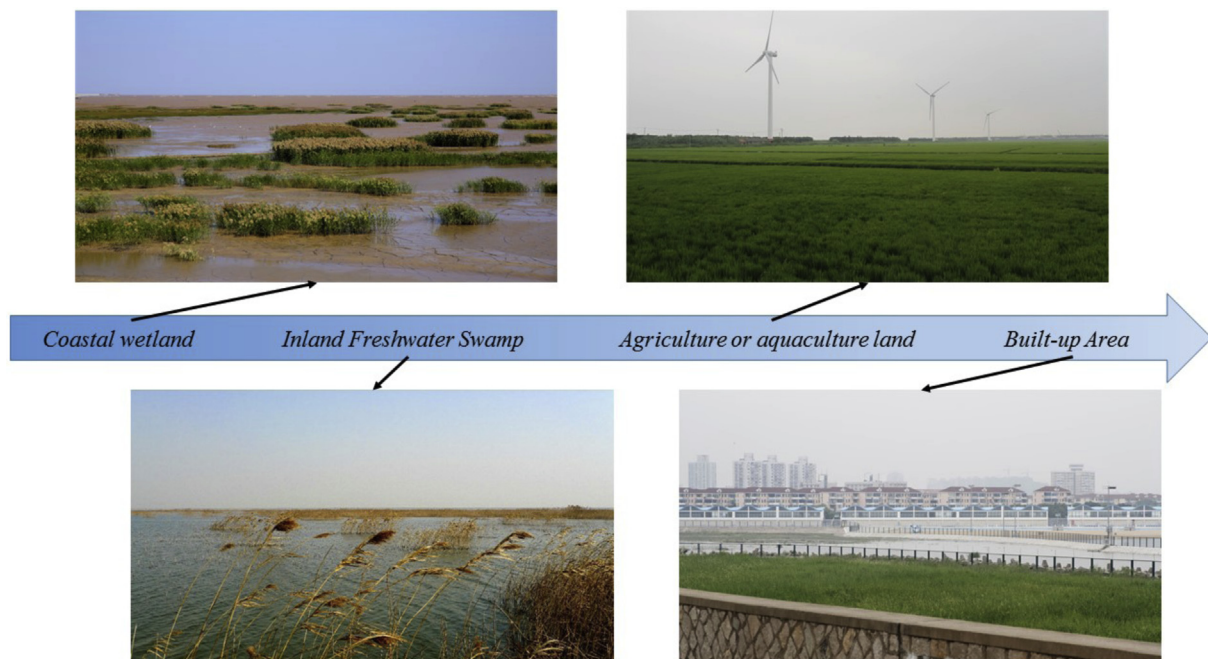 Coastal wetland
Inland Freshwater Swamp
Agriculture or aquaculture land
Built-up Area